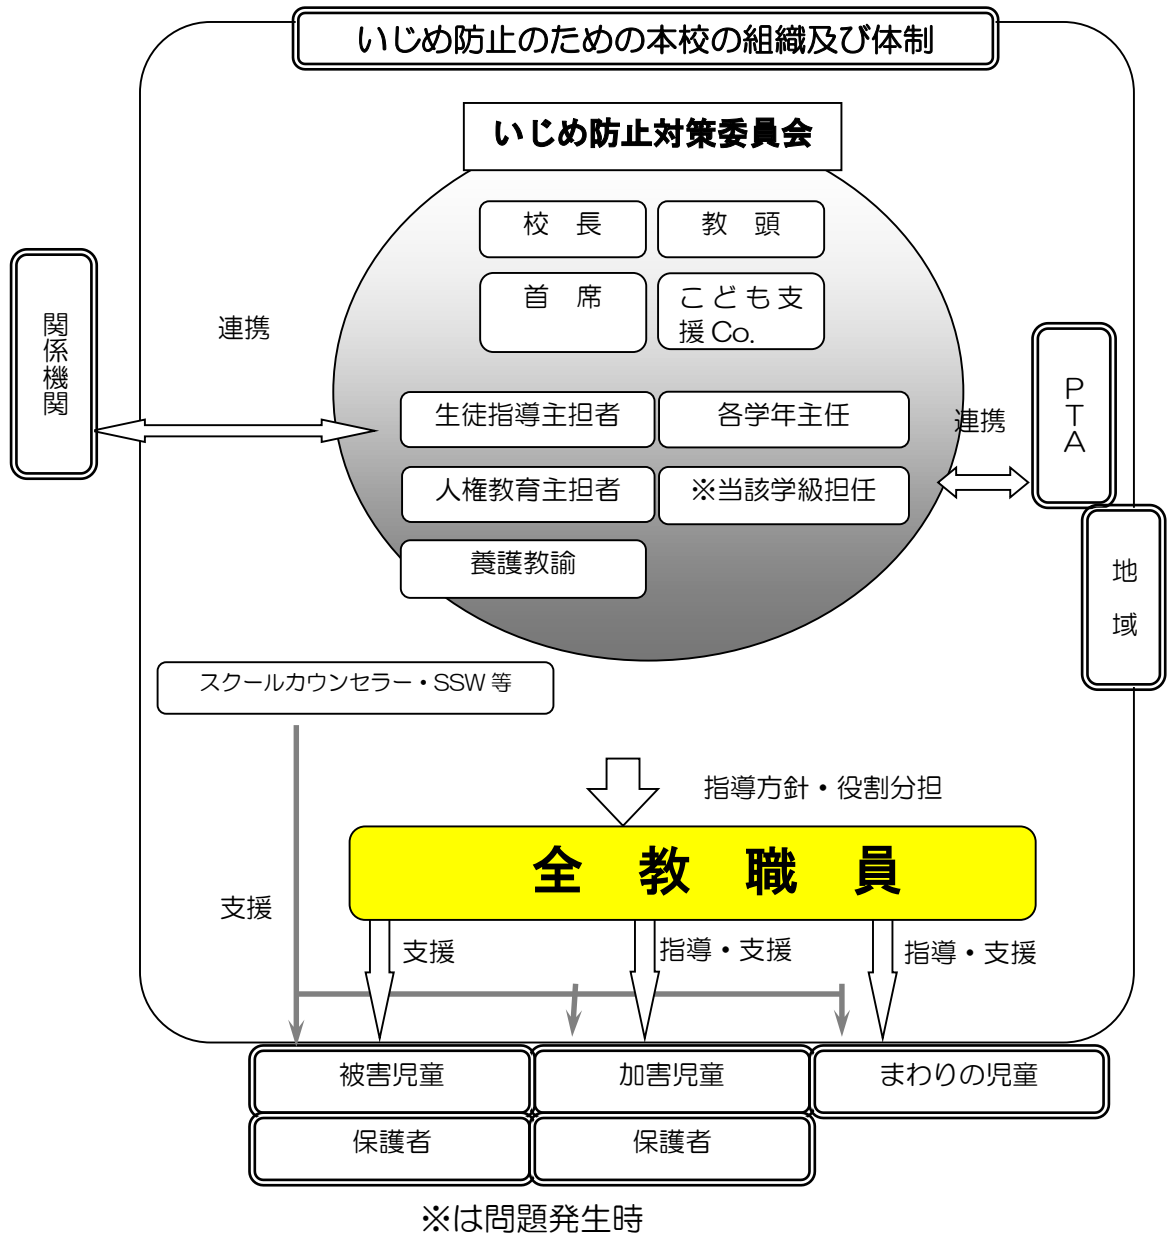 いじめ防止のための本校の組織及び体制
いじめ防止対策委員会
校　長
教　頭
首　席
こども支
援 Co.
関係機関
連携
生徒指導主担者
各学年主任
連携
PTA
人権教育主担者
※当該学級担任
養護教諭
地域
スクールカウンセラー・SSW 等
指導方針・役割分担
全　教　職　員
支援
支援
指導・支援
指導・支援
被害児童
加害児童
まわりの児童
保護者
保護者
※は問題発生時